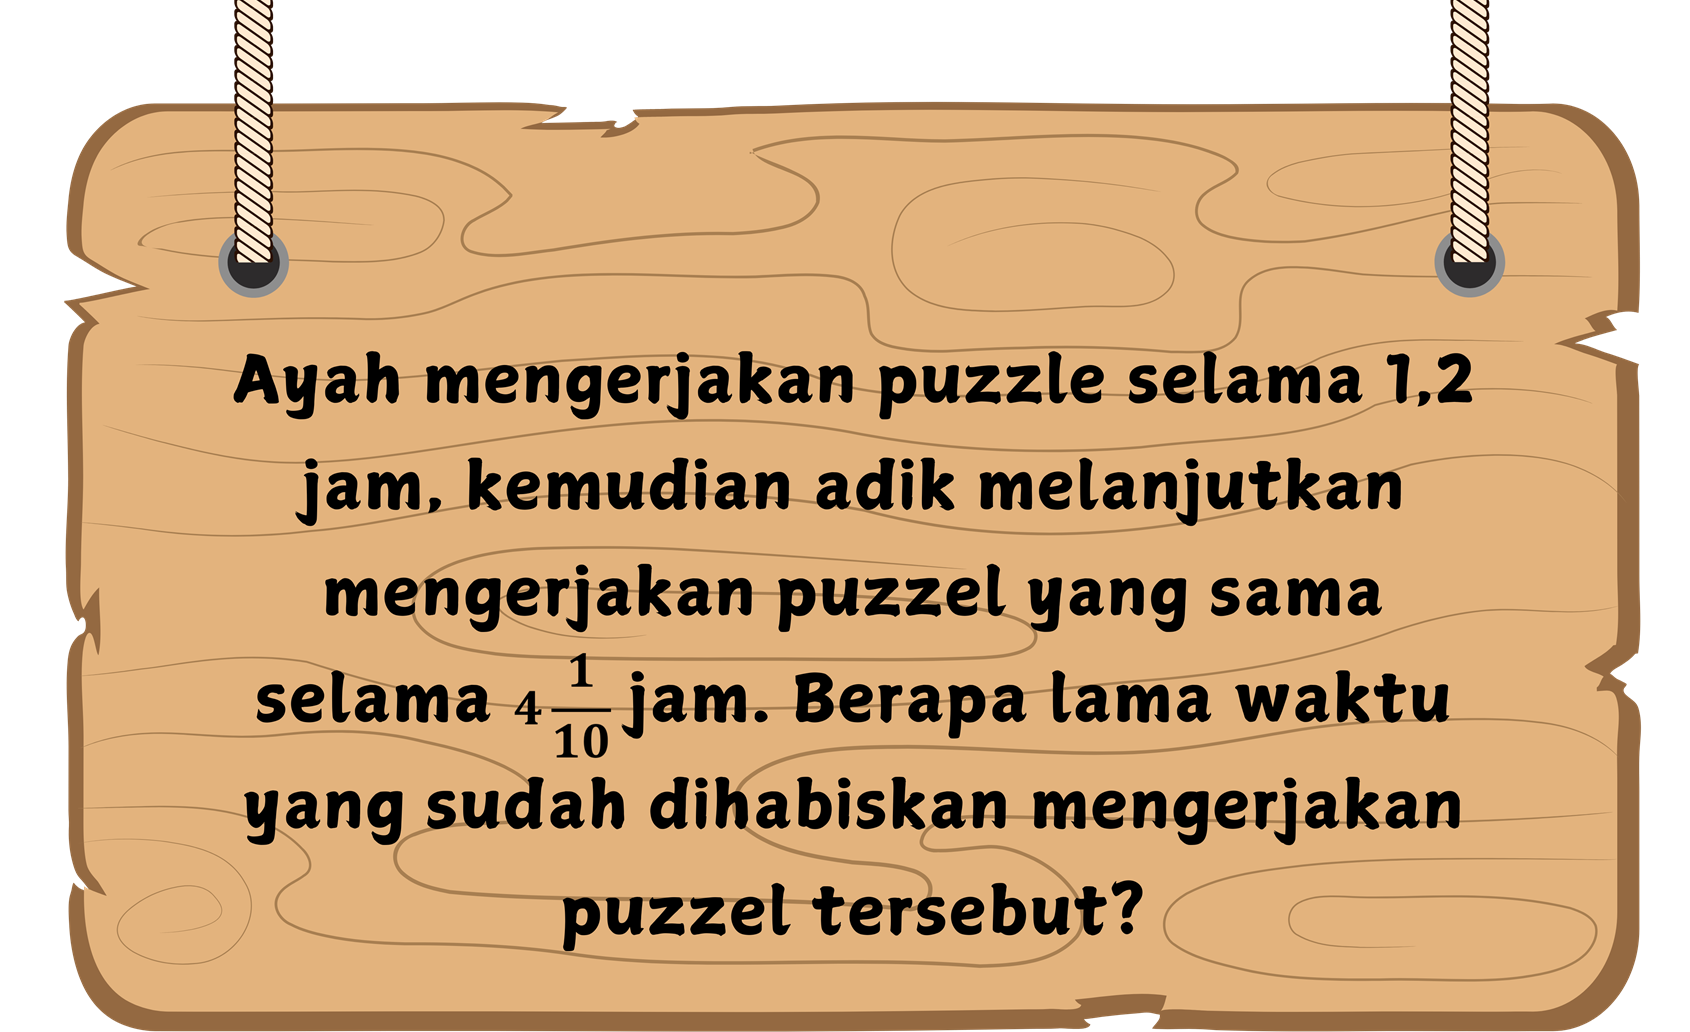 Ayah mengerjakan puzzle selama 1,2
jam, kemudian adik melanjutkan
mengerjakan puzzel yang sama
selama 4 1/10 jam. Berapa lama waktu
yang sudah dihabiskan mengerjakan
puzzel tersebut?